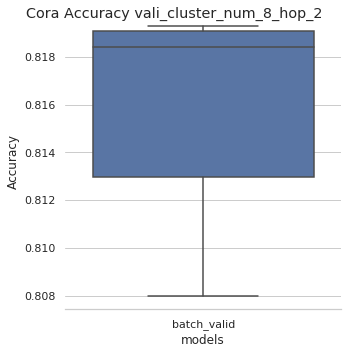 Cora Accuracy vali_cluster_num_8_hop_2
0.818
0.816
0.814
0.812
0.810
0.808
Accuracy
batch_valid
models